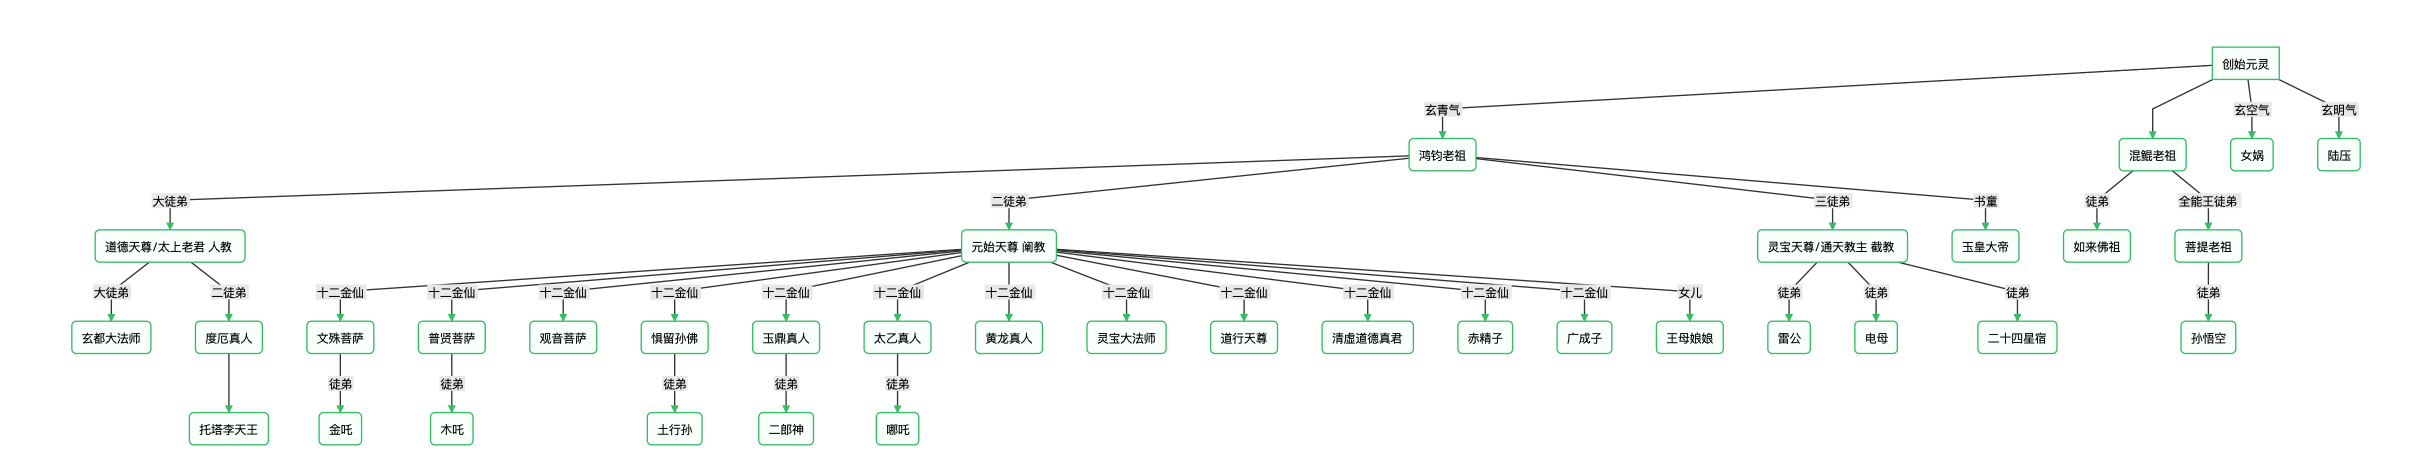 创始元灵
玄青气
玄空气
玄明气
鸿钧老祖
混鲲老祖
女娲
陆压
大徒弟
二徒弟
三徒弟
书童
徒弟
全能王徒弟
道德天尊/太上老君 人教
元始天尊 阐教
灵宝天尊/通天教主 截教
玉皇大帝
如来佛祖
菩提老祖
大徒弟
二徒弟
十二金仙
十二金仙
十二金仙
十二金仙
十二金仙
十二金仙
十二金仙
十二金仙
十二金仙
十二金仙
十二金仙
十二金仙
女儿
徒弟
徒弟
徒弟
徒弟
玄都大法师
度厄真人
文殊菩萨
普贤菩萨
观音菩萨
惧留孙佛
玉鼎真人
太乙真人
黄龙真人
灵宝大法师
道行天尊
清虚道德真君
赤精子
广成子
王母娘娘
雷公
电母
二十四星宿
孙悟空
徒弟
徒弟
徒弟
徒弟
徒弟
托塔李天王
金吒
木吒
土行孙
二郎神
哪吒